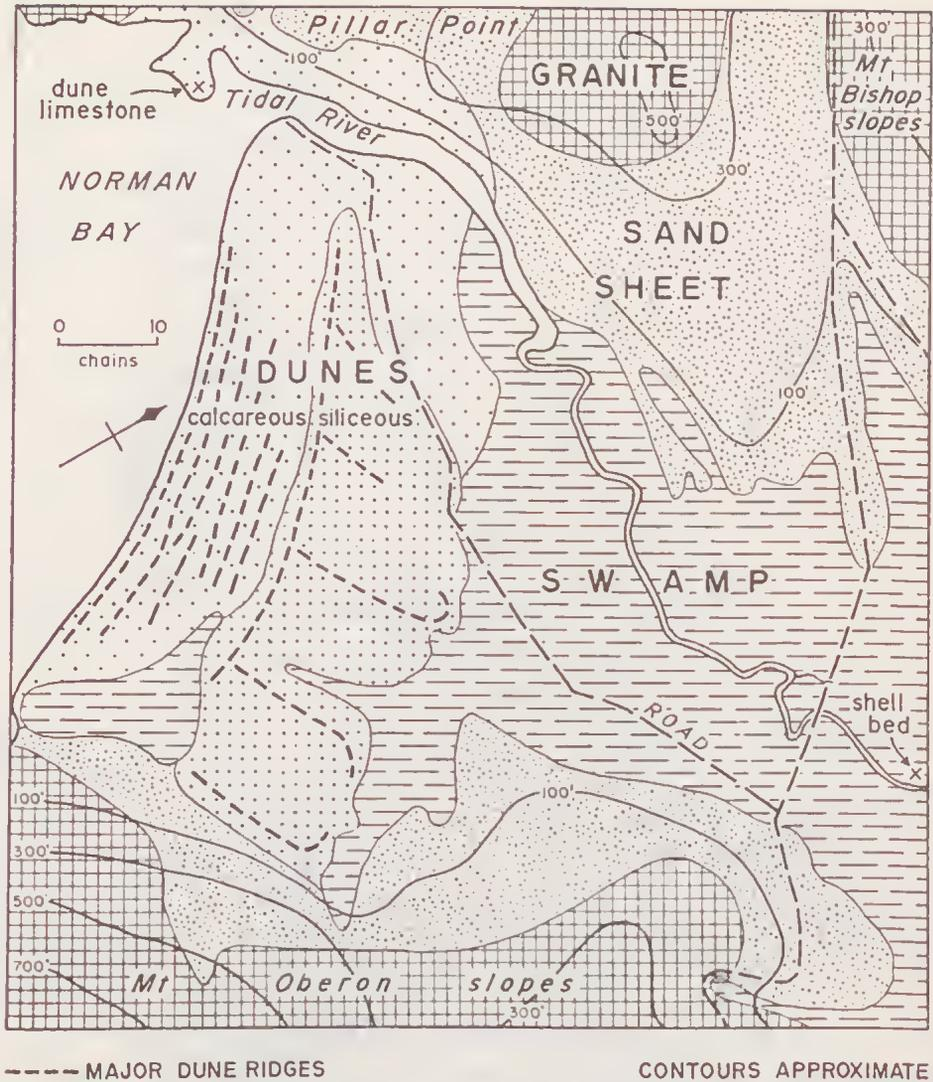 Pillar Point
300'
100'
GRANITE
Mt
Bishop
slopes
500
dune
limestone
Tidal River
300'
NORMAN
BAY
SAND
SHEET
0 10
chains
DUNES
100
calcareous siliceous
SWAMP
shell
bed
ROAD
100'
100'
300'
500'
700'
Mt Oberon slopes
300'
MAJOR DUNE RIDGES
CONTOURS APPROXIMATE